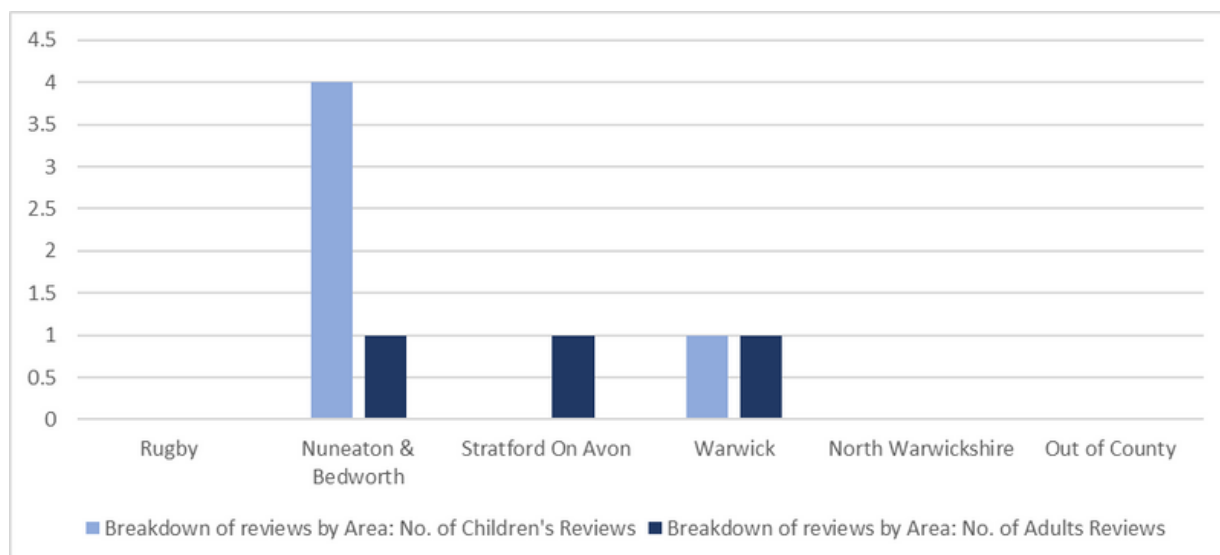 4.5
4
3.5
3
2.5
2
1.5
1
0.5
0
Rugby
Nuneaton &
Bedworth
Stratford On Avon
Warwick
North Warwickshire
Out of County
Breakdown of reviews by Area: No. of Children's Reviews
Breakdown of reviews by Area: No. of Adults Reviews